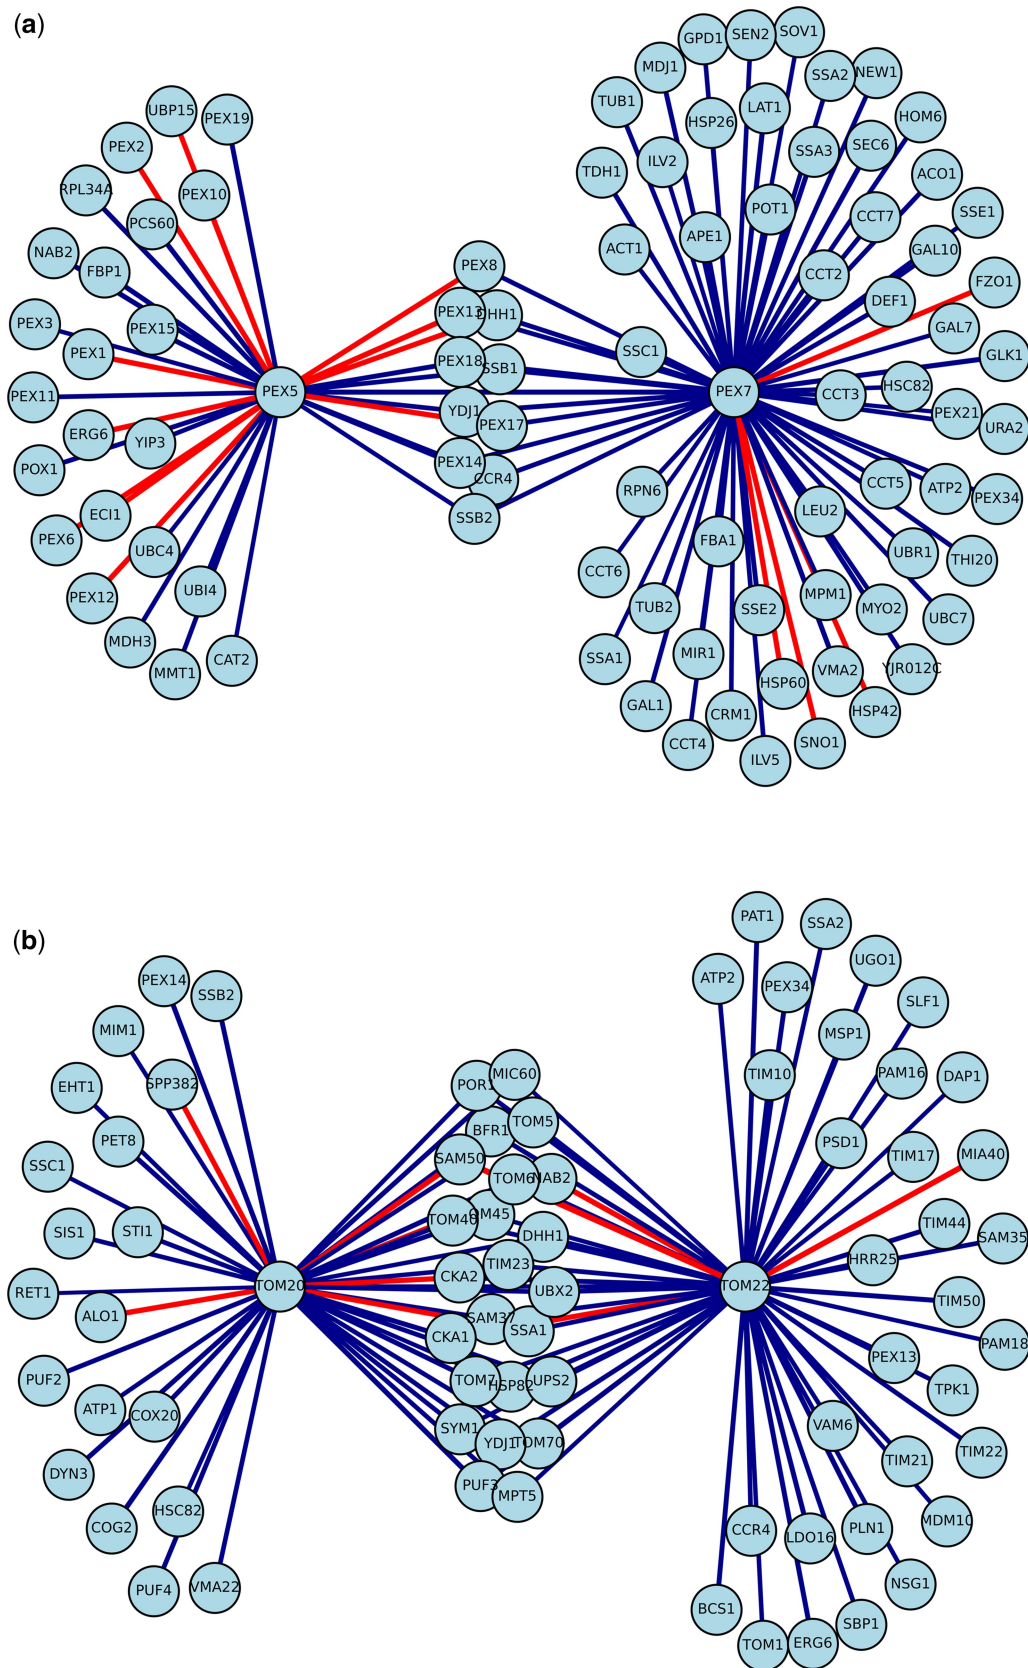 (a)
UBP15
PEX19
PEX2
RPL34A
PEX10
PCS60
NAB2
FBP1
PEX3
PEX15
PEX1
PEX11
PEX5
ERG6
YIP3
POX1
ECI1
PEX6
UBC4
PEX12
UBI4
MDH3
MMT1
CAT2
PEX8
PEX13
DHH1
PEX18
SSB1
YDJ1
PEX17
PEX14
CCR4
SSB2
GPD1
SEN2
SOV1
MDJ1
SSA2
NEW1
TUB1
HSP26
LAT1
HOM6
ILV2
SSA3
SEC6
TDH1
ACO1
POT1
CCT7
SSE1
ACT1
APE1
GAL10
CCT2
FZO1
DEF1
GAL7
SSC1
GLK1
PEX7
CCT3
HSC82
PEX21
URA2
RPN6
CCT5
ATP2
PEX34
LEU2
FBA1
UBR1
THI20
CCT6
TUB2
SSE2
MPM1
MYO2
UBC7
SSA1
MIR1
HSP60
VMA2
YJR012C
GAL1
CRM1
HSP42
CCT4
SNO1
ILV5
(b)
PEX14
SSB2
MIM1
EHT1
SPP382
PET8
SSC1
SIS1
STI1
TOM20
RET1
ALO1
PUF2
ATP1
COX20
DYN3
HSC82
COG2
PUF4
VMA22
POR1
MIC60
BFR1
TOM5
SAM50
TOM6
NAB2
TOM40
OM45
DHH1
TIM23
CKA2
UBX2
SAM37
SSA1
CKA1
TOM7
HSP82
UPS2
SYM1
YDJ1
TOM70
PUF3
MPT5
PAT1
SSA2
ATP2
PEX34
UGO1
SLF1
MSP1
TIM10
PAM16
DAP1
PSD1
TIM17
MIA40
TIM44
SAM35
HRR25
TOM22
TIM50
PAM18
PEX13
TPK1
VAM6
TIM22
TIM21
MDM10
CCR4
LDO16
PLN1
NSG1
BCS1
SBP1
TOM1
ERG6